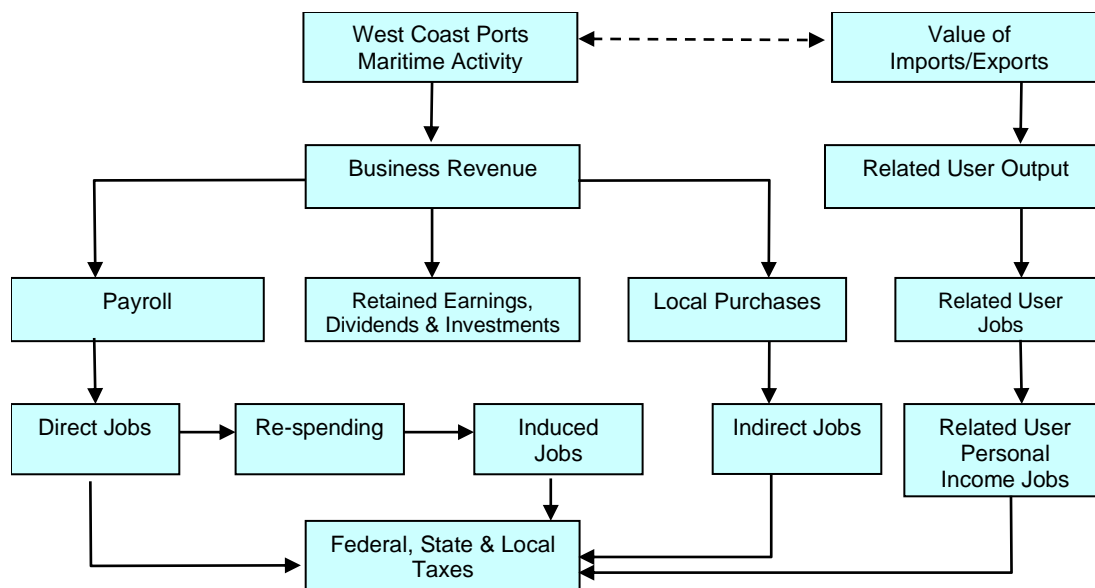 West Coast Ports
Maritime Activity
Value of
Imports/Exports
Business Revenue
Related User Output
Payroll
Retained Earnings,
Dividends & Investments
Local Purchases
Related User
Jobs
Direct Jobs
Re-spending
Induced
Jobs
Indirect Jobs
Related User
Personal
Income Jobs
Federal, State & Local
Taxes